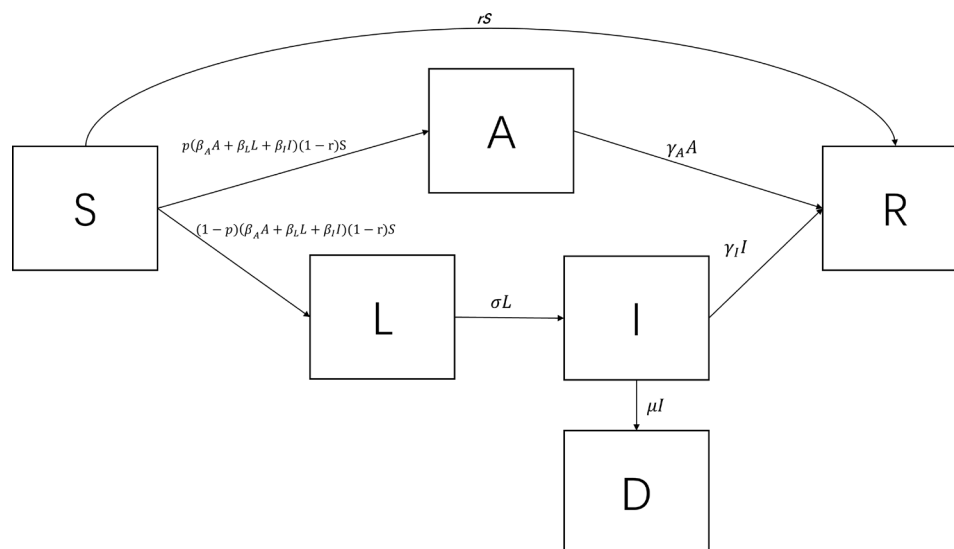 rS
A
p(β_A A + β_L L + β_I I)(1 − r)S
γ_A A
S
R
(1 − p)(β_A A + β_L L + β_I I)(1 − r)S
γ_I I
σL
L
I
μI
D